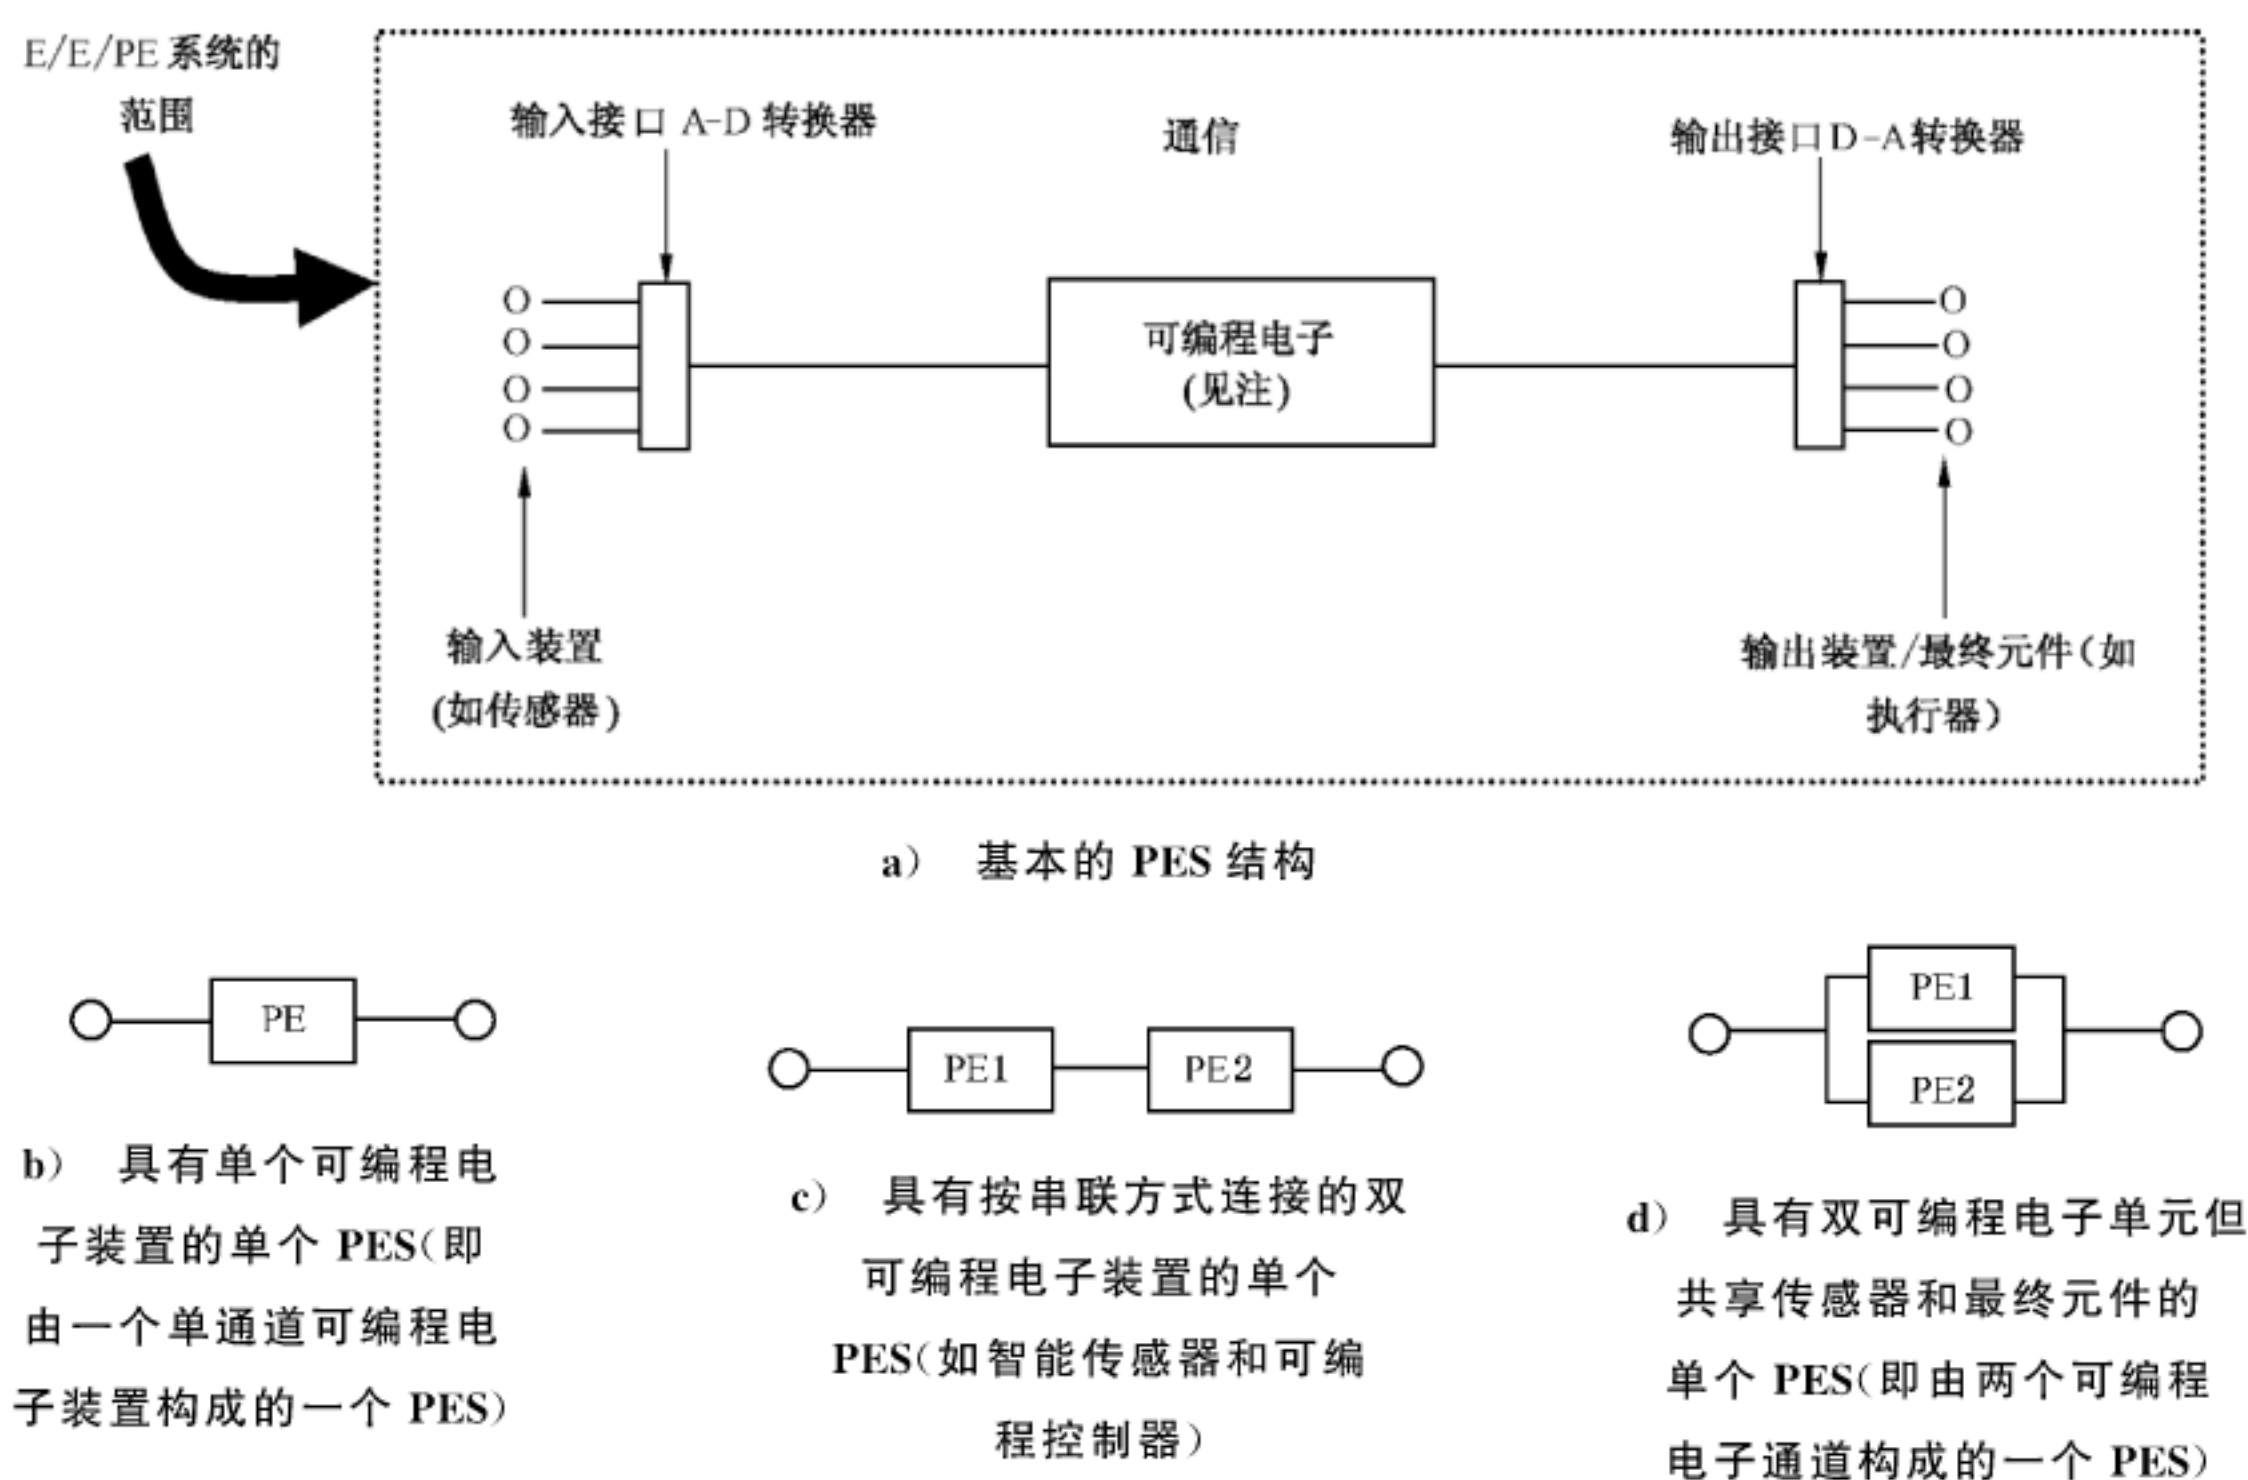 E/E/PE 系统的
范围
输入接口 A-D 转换器
通信
输出接口 D-A 转换器
可编程电子
(见注)
输入装置
(如传感器)
输出装置/最终元件(如
执行器)
a) 基本的 PES 结构
PE
b) 具有单个可编程电
子装置的单个 PES(即
由一个单通道可编程电
子装置构成的一个 PES)
PE1
PE2
c) 具有按串联方式连接的双
可编程电子装置的单个
PES(如智能传感器和可编
程控制器)
PE1
PE2
d) 具有双可编程电子单元但
共享传感器和最终元件的
单个 PES(即由两个可编程
电子通道构成的一个 PES)